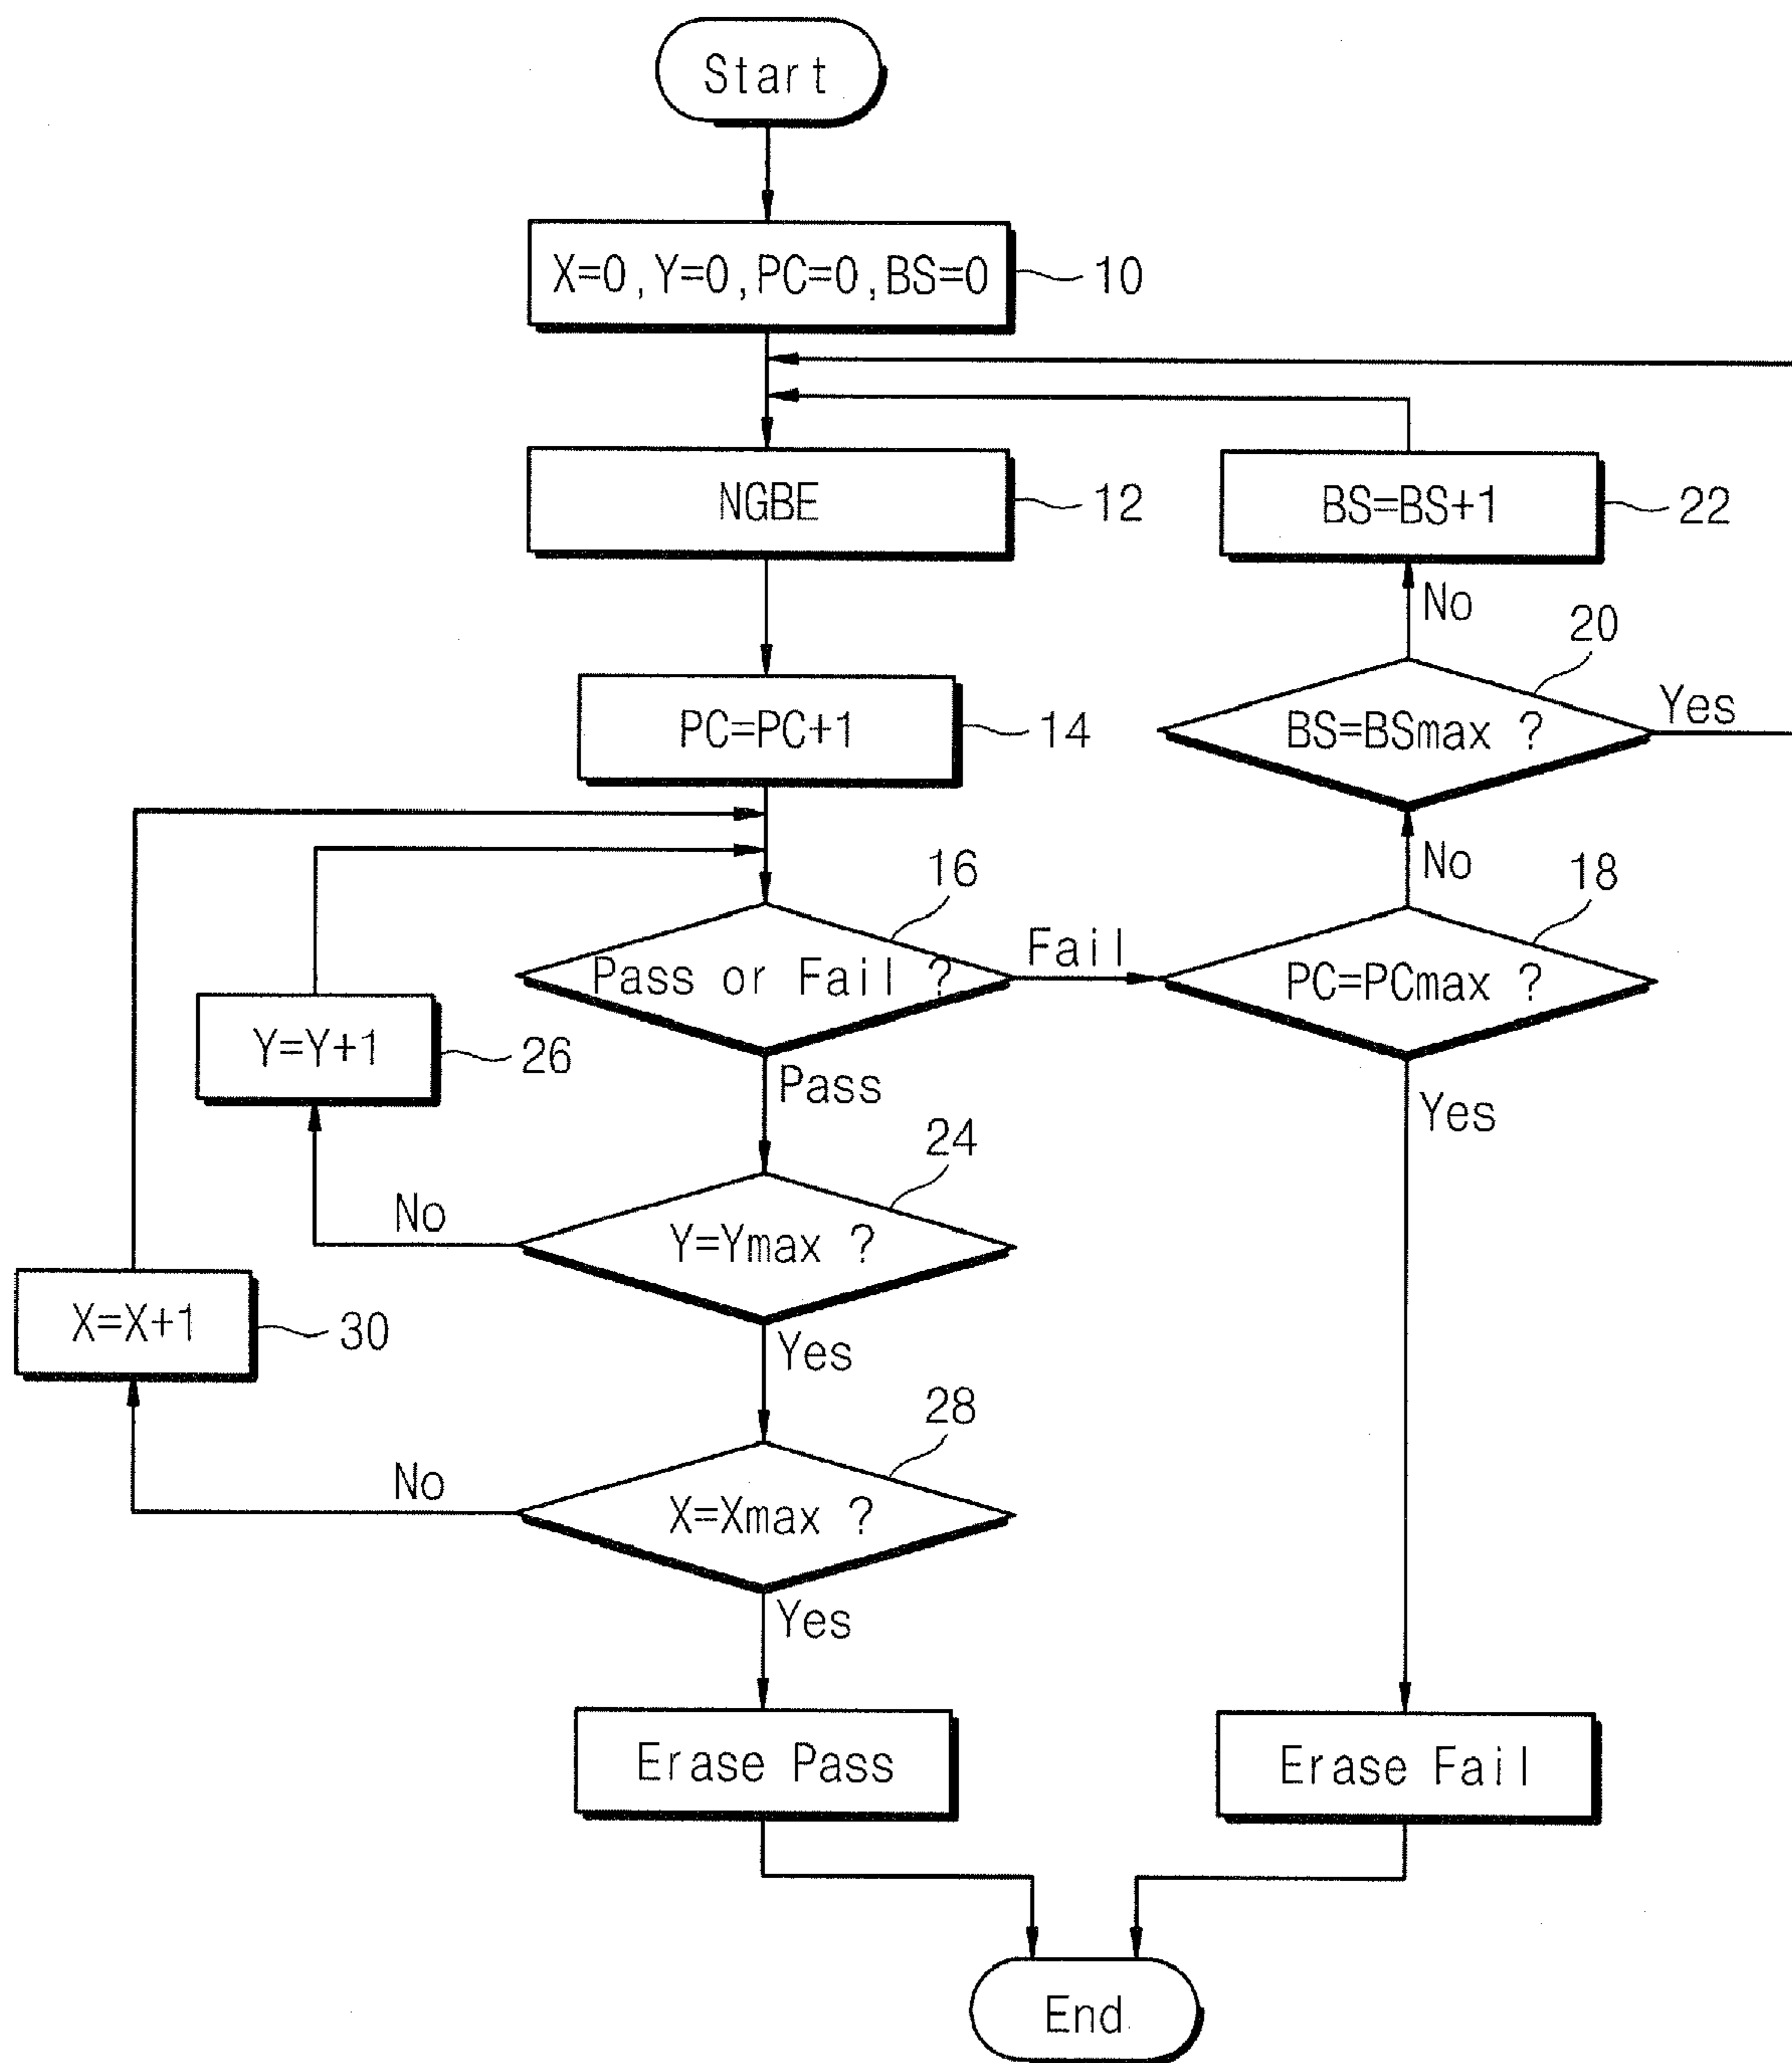 Start
X=0, Y=0, PC=0, BS=0
10
NGBE
12
BS=BS+1
22
No
20
PC=PC+1
14
BS=BSmax ?
Yes
No
16
18
Fail
Pass or Fail ?
PC=PCmax ?
Y=Y+1
26
Pass
Yes
24
No
Y=Ymax ?
X=X+1
30
Yes
28
No
X=Xmax ?
Yes
Erase Pass
Erase Fail
End